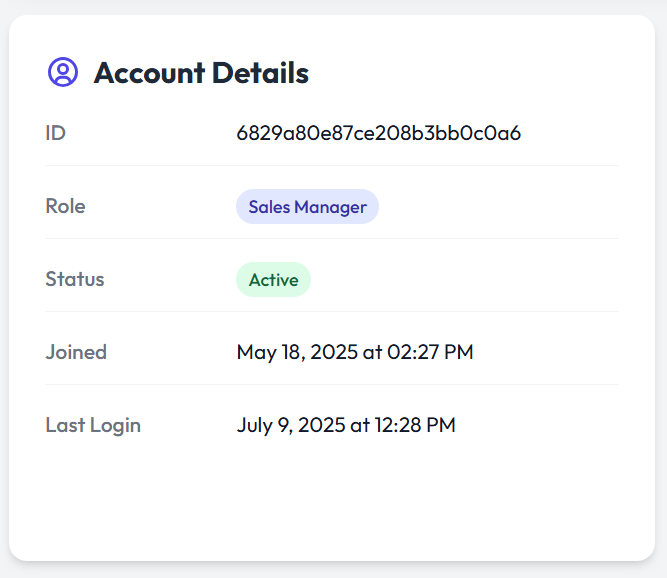 Account Details
ID 6829a80e87ce208b3bb0c0a6
Role Sales Manager
Status Active
Joined May 18, 2025 at 02:27 PM
Last Login July 9, 2025 at 12:28 PM